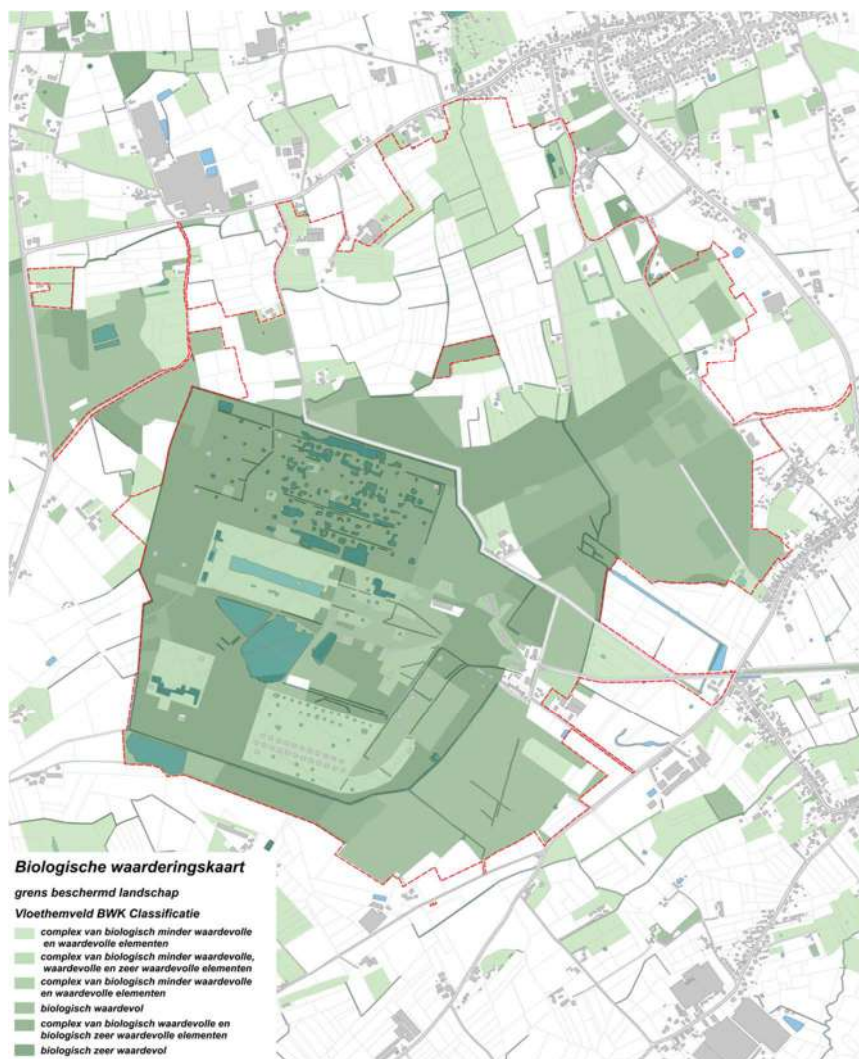 Biologische waarderingskaart
grens beschermd landschap
Vloethemveld BWK Classificatie
complex van biologisch minder waardevolle
en waardevolle elementen
complex van biologisch minder waardevolle,
waardevolle en zeer waardevolle elementen
complex van biologisch minder waardevolle
en waardevolle elementen
biologisch waardevol
complex van biologisch waardevolle en
biologisch zeer waardevolle elementen
biologisch zeer waardevol